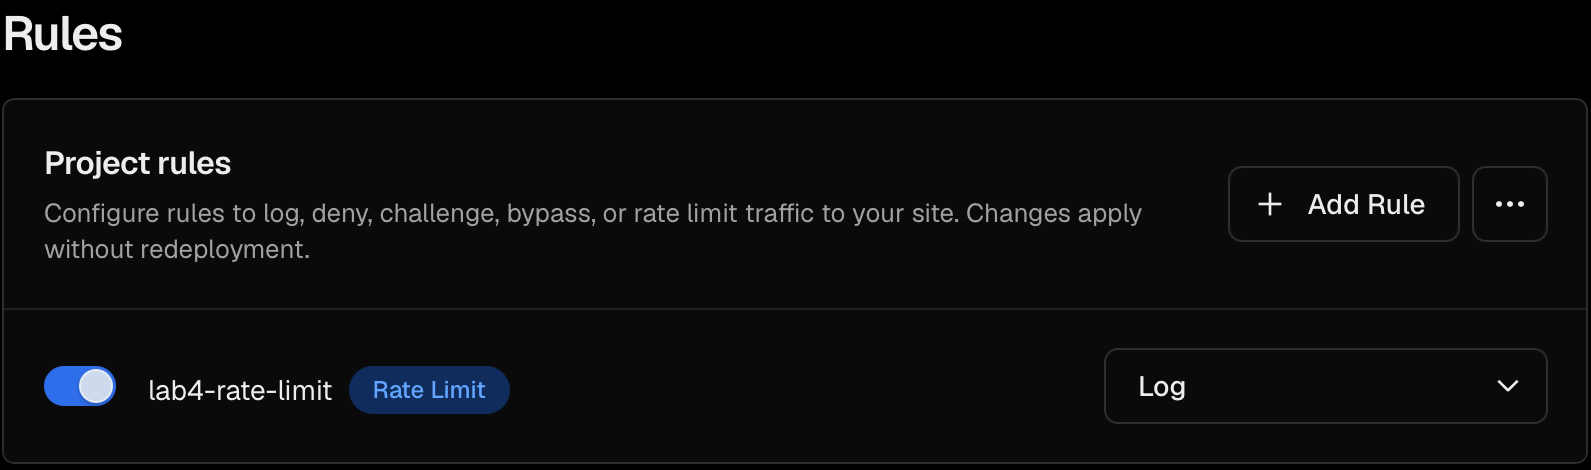 Rules
Project rules
Configure rules to log, deny, challenge, bypass, or rate limit traffic to your site. Changes apply
without redeployment.
Add Rule
lab4-rate-limit
Rate Limit
Log